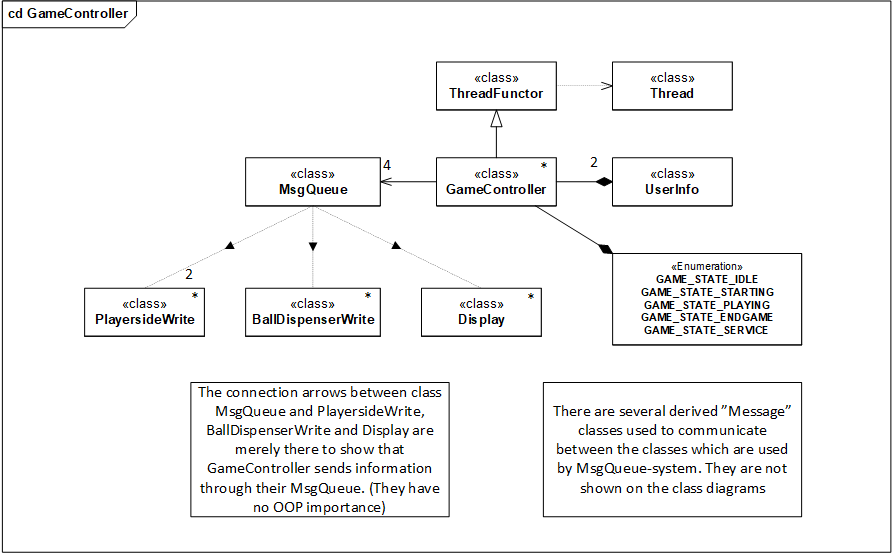 cd GameController
«class»
ThreadFunctor
«class»
Thread
«class»
MsgQueue
4
«class»
*
GameController
2
«class»
UserInfo
2
«class»
*
PlayersideWrite
«class»
*
BallDispenserWrite
«class»
*
Display
«Enumeration»
GAME_STATE_IDLE
GAME_STATE_STARTING
GAME_STATE_PLAYING
GAME_STATE_ENDGAME
GAME_STATE_SERVICE
The connection arrows between class
MsgQueue and PlayersideWrite,
BallDispenserWrite and Display are
merely there to show that
GameController sends information
through their MsgQueue. (They have
no OOP importance)
There are several derived ”Message”
classes used to communicate
between the classes which are used
by MsgQueue-system. They are not
shown on the class diagrams